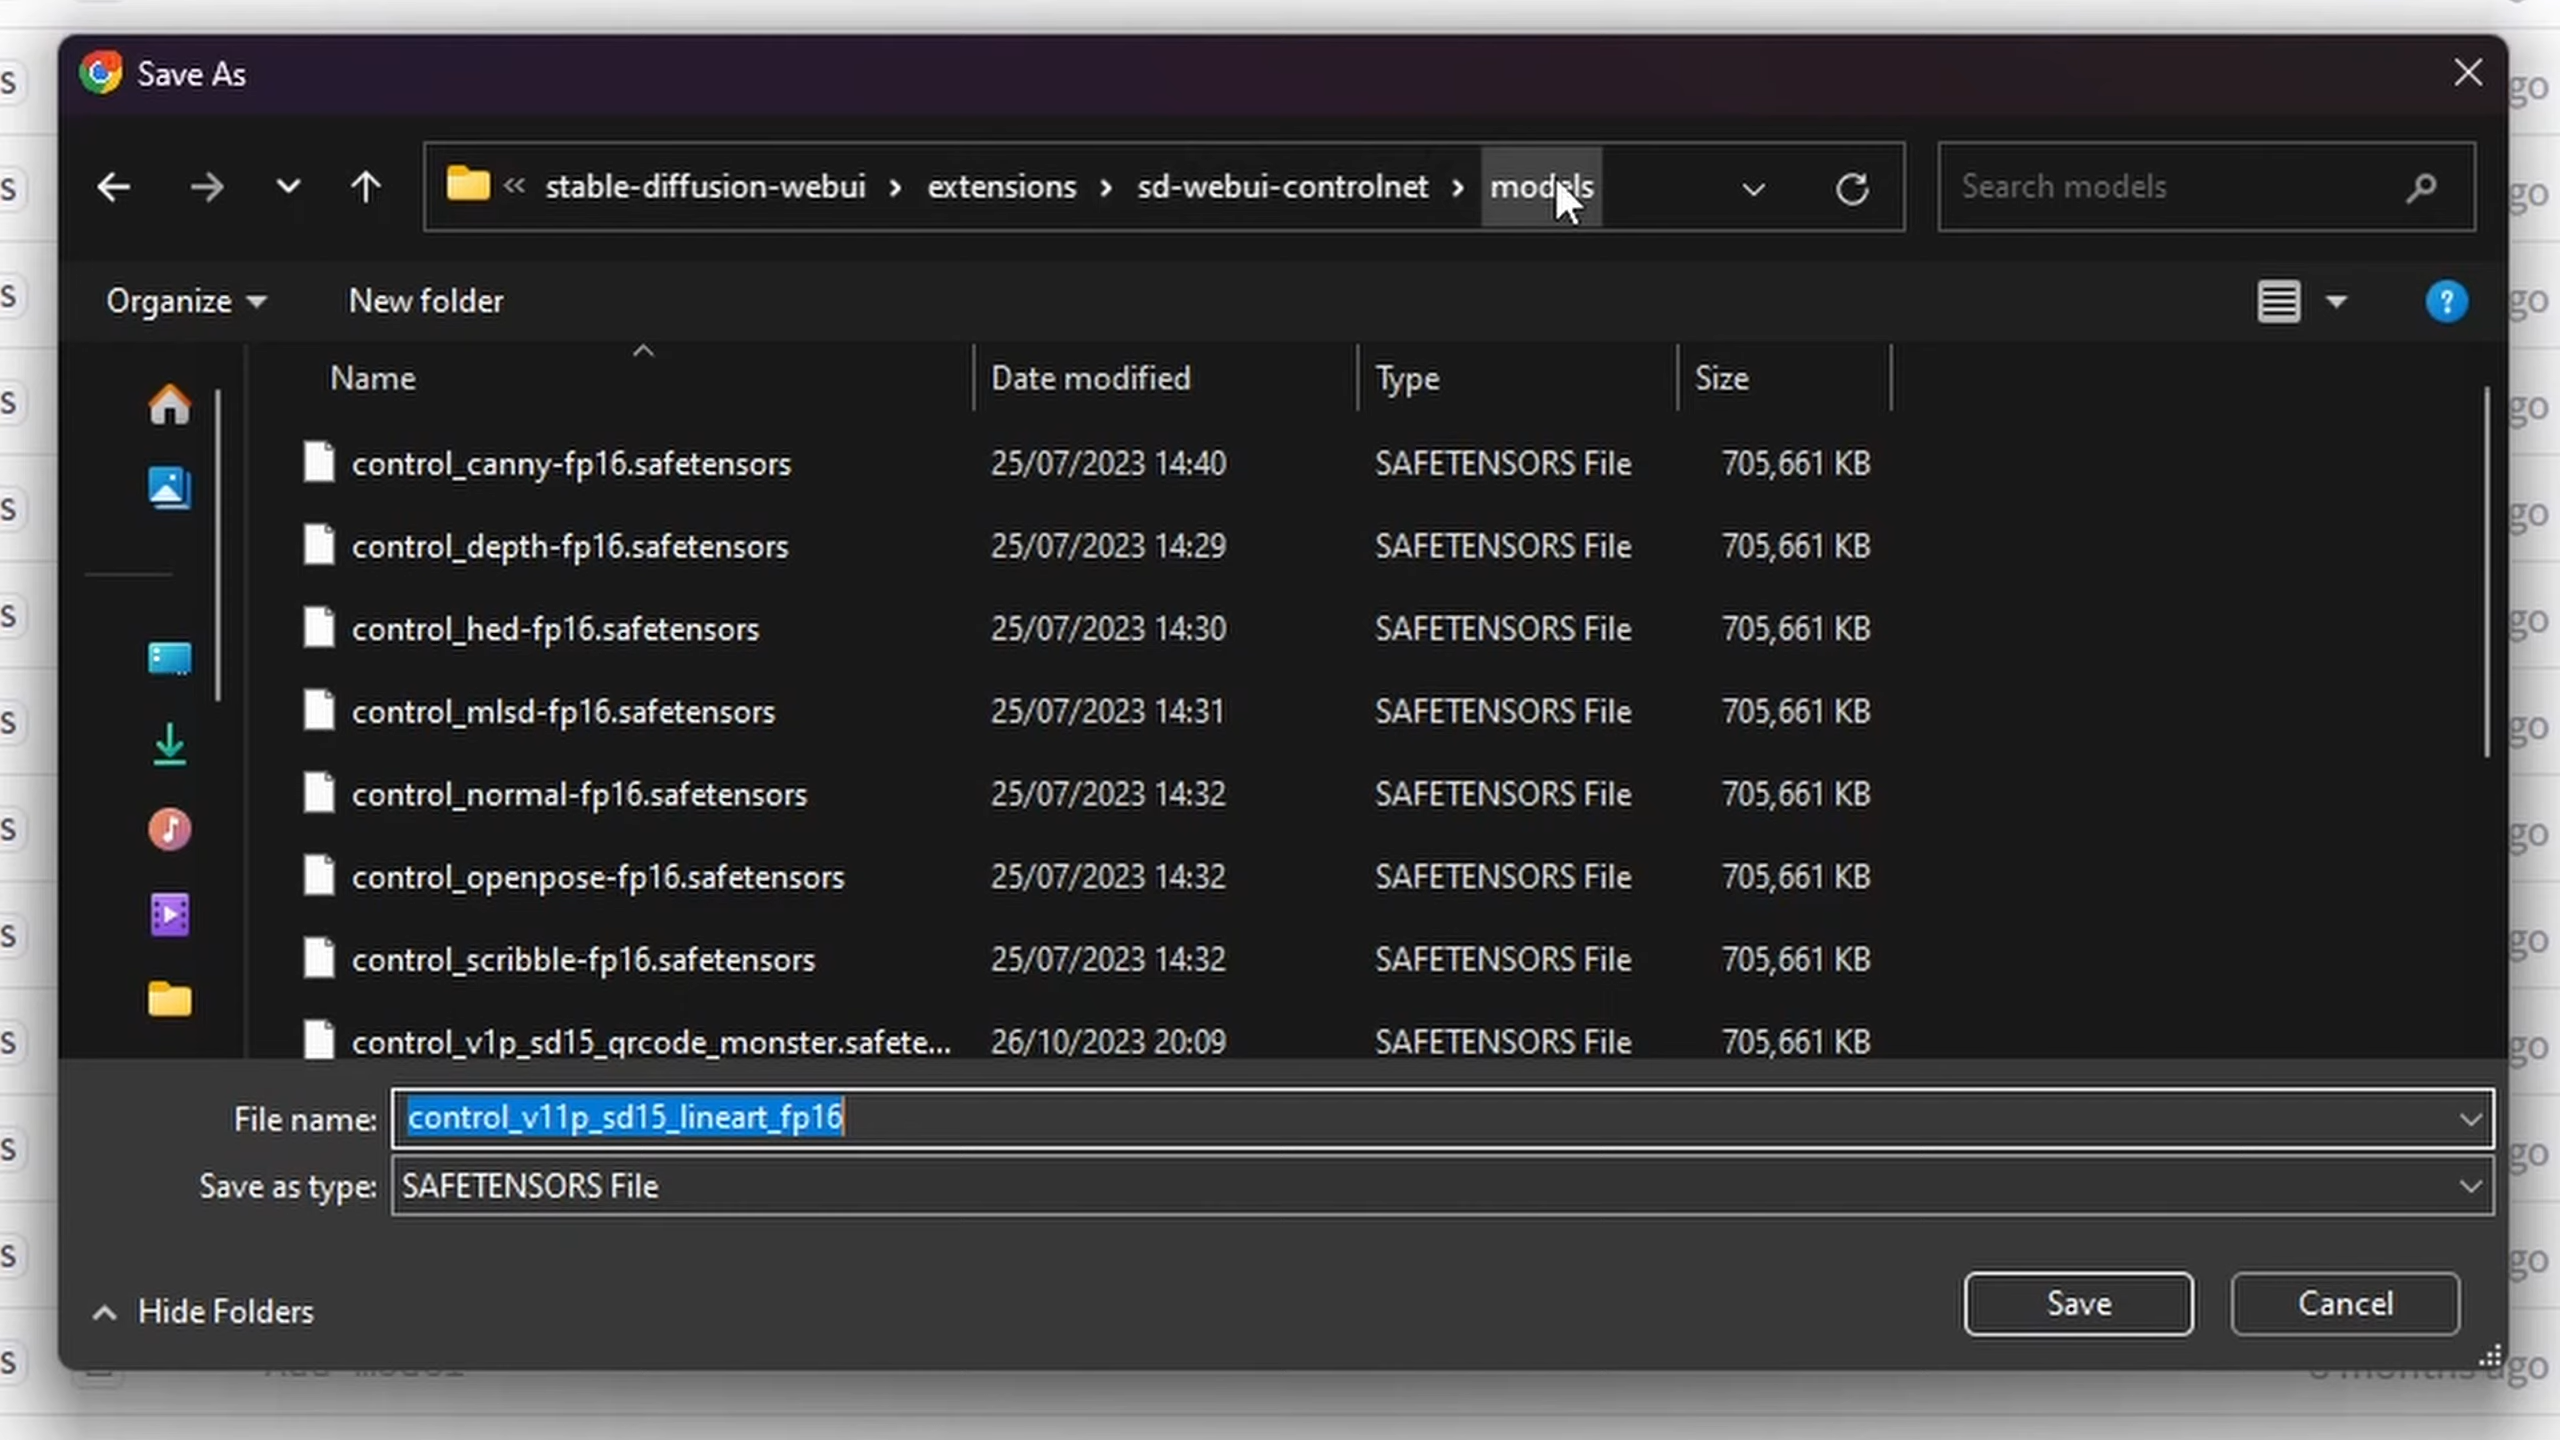 Save As
stable-diffusion-webui > extensions > sd-webui-controlnet > models
Search models
Organize
New folder
Name Date modified Type Size
control_canny-fp16.safetensors 25/07/2023 14:40 SAFETENSORS File 705,661 KB
control_depth-fp16.safetensors 25/07/2023 14:29 SAFETENSORS File 705,661 KB
control_hed-fp16.safetensors 25/07/2023 14:30 SAFETENSORS File 705,661 KB
control_mlsd-fp16.safetensors 25/07/2023 14:31 SAFETENSORS File 705,661 KB
control_normal-fp16.safetensors 25/07/2023 14:32 SAFETENSORS File 705,661 KB
control_openpose-fp16.safetensors 25/07/2023 14:32 SAFETENSORS File 705,661 KB
control_scribble-fp16.safetensors 25/07/2023 14:32 SAFETENSORS File 705,661 KB
control_v1p_sd15_qrcode_monster.safete... 26/10/2023 20:09 SAFETENSORS File 705,661 KB
File name: control_v11p_sd15_lineart_fp16
Save as type: SAFETENSORS File
Hide Folders
Save
Cancel